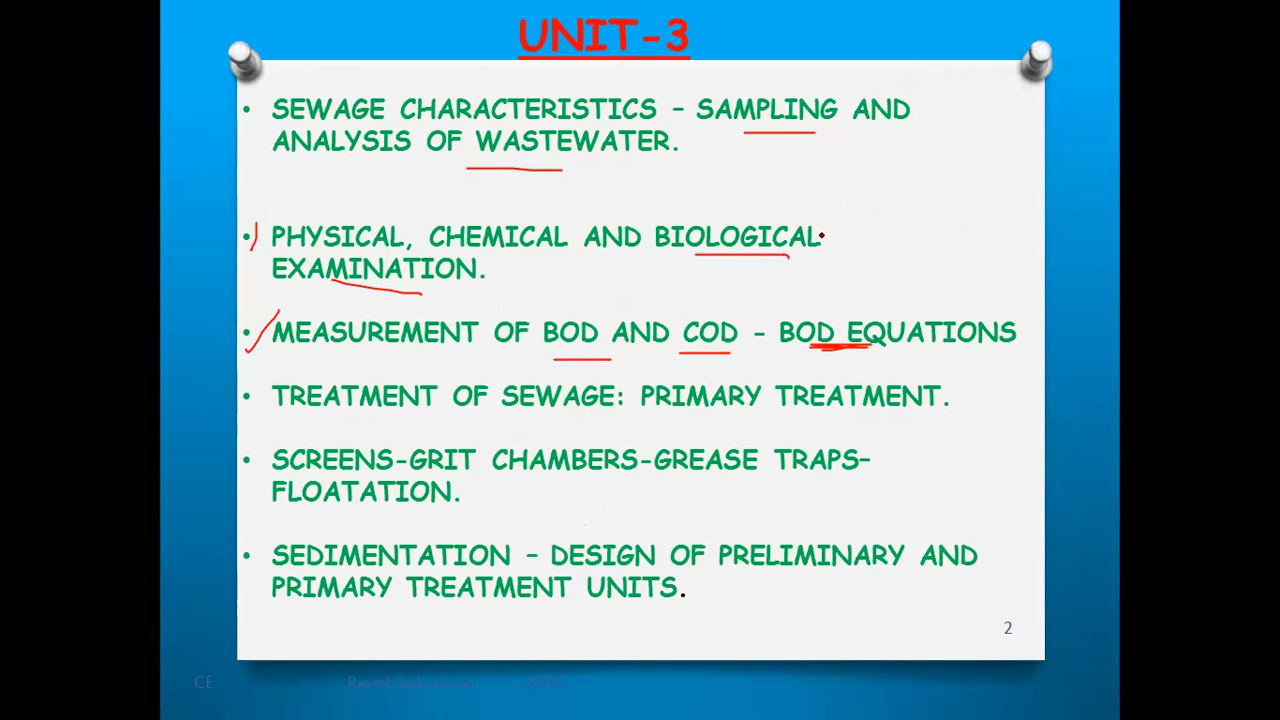 UNIT-3
• SEWAGE CHARACTERISTICS – SAMPLING AND
ANALYSIS OF WASTEWATER.
• PHYSICAL, CHEMICAL AND BIOLOGICAL
EXAMINATION.
• MEASUREMENT OF BOD AND COD – BOD EQUATIONS
• TREATMENT OF SEWAGE: PRIMARY TREATMENT.
• SCREENS-GRIT CHAMBERS-GREASE TRAPS–
FLOATATION.
• SEDIMENTATION – DESIGN OF PRELIMINARY AND
PRIMARY TREATMENT UNITS.
2
CE